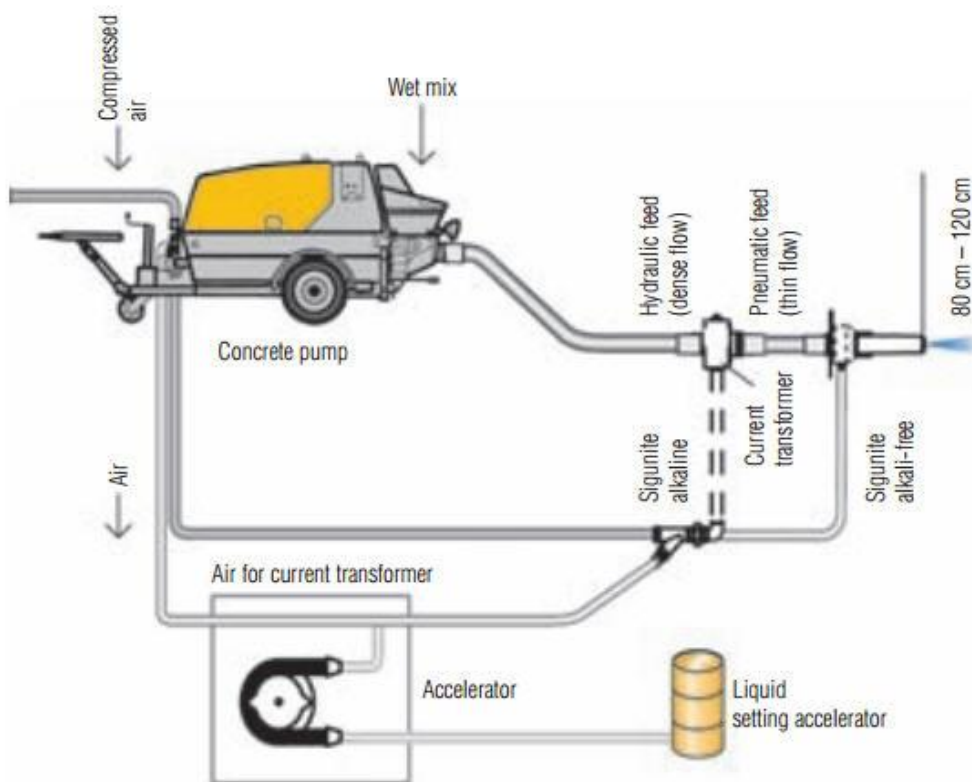 Compressed
air
Wet mix
Concrete pump
Hydraulic feed
(dense flow)
Pneumatic feed
(thin flow)
80 cm – 120 cm
Air
Sigunite
alkaline
Current
transformer
Sigunite
alkali-free
Air for current transformer
Accelerator
Liquid
setting accelerator